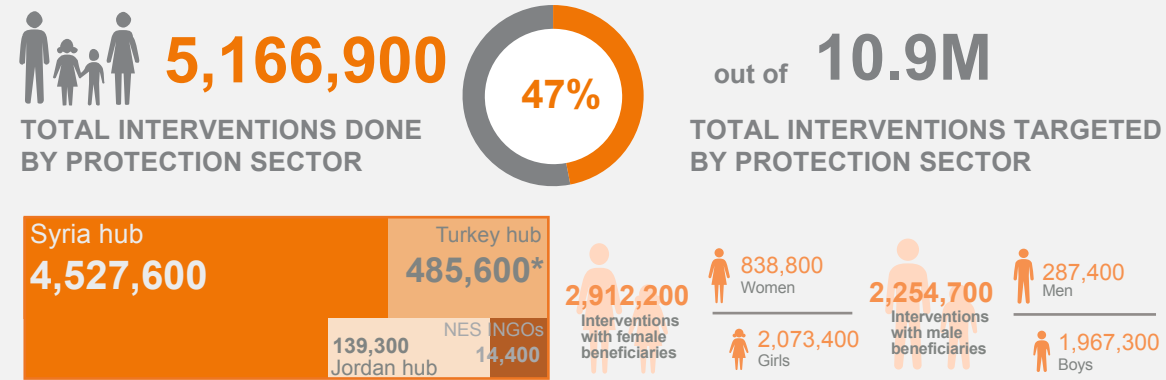 5,166,900
TOTAL INTERVENTIONS DONE
BY PROTECTION SECTOR
47%
out of 10.9M
TOTAL INTERVENTIONS TARGETED
BY PROTECTION SECTOR
Syria hub
4,527,600
Turkey hub
485,600*
139,300
Jordan hub
NES INGOs
14,400
2,912,200
Interventions
with female
beneficiaries
838,800
Women
2,073,400
Girls
2,254,700
Interventions
with male
beneficiaries
287,400
Men
1,967,300
Boys